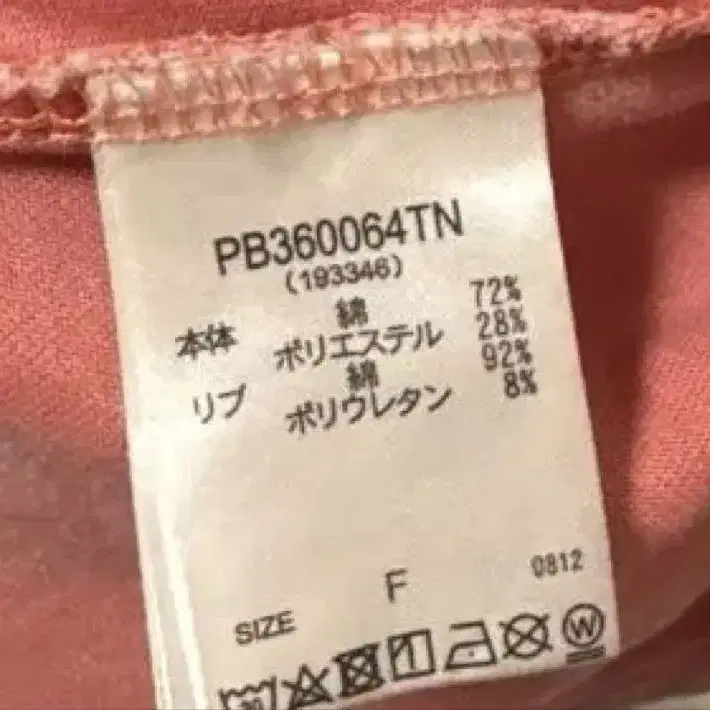 PB360064TN
(193346)
本体 綿 72%
ポリエステル 28%
リブ 綿 92%
ポリウレタン 8%
SIZE F 0812
30
W